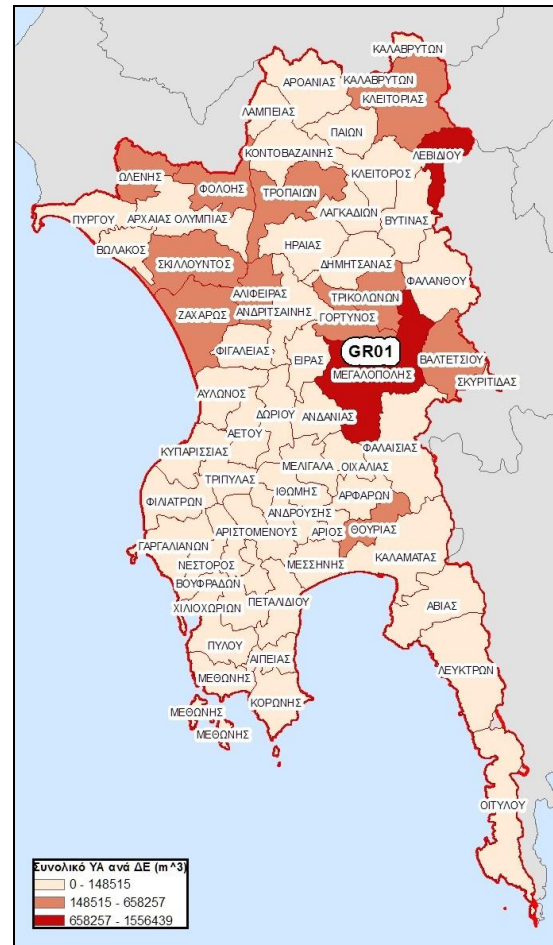 ΚΑΛΑΒΡΥΤΩΝ
ΑΡΟΑΝΙΑΣ
ΚΑΛΑΒΡΥΤΩΝ
ΚΛΕΙΤΟΡΙΑΣ
ΛΑΜΠΕΙΑΣ
ΠΑΙΩΝ
ΚΟΝΤΟΒΑΖΑΙΝΗΣ
ΛΕΒΙΔΙΟΥ
ΩΛΕΝΗΣ
ΚΛΕΙΤΟΡΟΣ
ΦΟΛΟΗΣ
ΤΡΟΠΑΙΩΝ
ΠΥΡΓΟΥ
ΑΡΧΑΙΑΣ ΟΛΥΜΠΙΑΣ
ΛΑΓΚΑΔΙΩΝ
ΒΥΤΙΝΑΣ
ΒΩΛΑΚΟΣ
ΗΡΑΙΑΣ
ΣΚΙΛΛΟΥΝΤΟΣ
ΔΗΜΗΤΣΑΝΑΣ
ΦΑΛΑΝΘΟΥ
ΑΛΙΦΕΙΡΑΣ
ΤΡΙΚΟΛΩΝΩΝ
ΖΑΧΑΡΩΣ
ΑΝΔΡΙΤΣΑΙΝΗΣ
ΓΟΡΤΥΝΟΣ
ΦΙΓΑΛΕΙΑΣ
GR01
ΕΙΡΑΣ
ΒΑΛΤΕΤΣΙΟΥ
ΜΕΓΑΛΟΠΟΛΗΣ
ΣΚΥΡΙΤΙΔΑΣ
ΑΥΛΩΝΟΣ
ΔΩΡΙΟΥ
ΑΝΔΑΝΙΑΣ
ΑΕΤΟΥ
ΦΑΛΑΙΣΙΑΣ
ΚΥΠΑΡΙΣΣΙΑΣ
ΜΕΛΙΓΑΛΑ
ΟΙΧΑΛΙΑΣ
ΤΡΙΠΥΛΑΣ
ΙΘΩΜΗΣ
ΑΡΦΑΡΩΝ
ΦΙΛΙΑΤΡΩΝ
ΑΝΔΡΟΥΣΗΣ
ΑΡΙΣΤΟΜΕΝΟΥΣ
ΑΡΙΟΣ
ΘΟΥΡΙΑΣ
ΓΑΡΓΑΛΙΑΝΩΝ
ΚΑΛΑΜΑΤΑΣ
ΝΕΣΤΟΡΟΣ
ΜΕΣΣΗΝΗΣ
ΒΟΥΦΡΑΔΩΝ
ΧΙΛΙΟΧΩΡΙΩΝ
ΠΕΤΑΛΙΔΙΟΥ
ΑΒΙΑΣ
ΠΥΛΟΥ
ΑΙΠΕΙΑΣ
ΛΕΥΚΤΡΩΝ
ΜΕΘΩΝΗΣ
ΚΟΡΩΝΗΣ
ΜΕΘΩΝΗΣ
ΜΕΘΩΝΗΣ
ΟΙΤΥΛΟΥ
Συνολικό ΥΑ ανά ΔΕ (m^3)
0 - 148515
148515 - 658257
658257 - 1556439